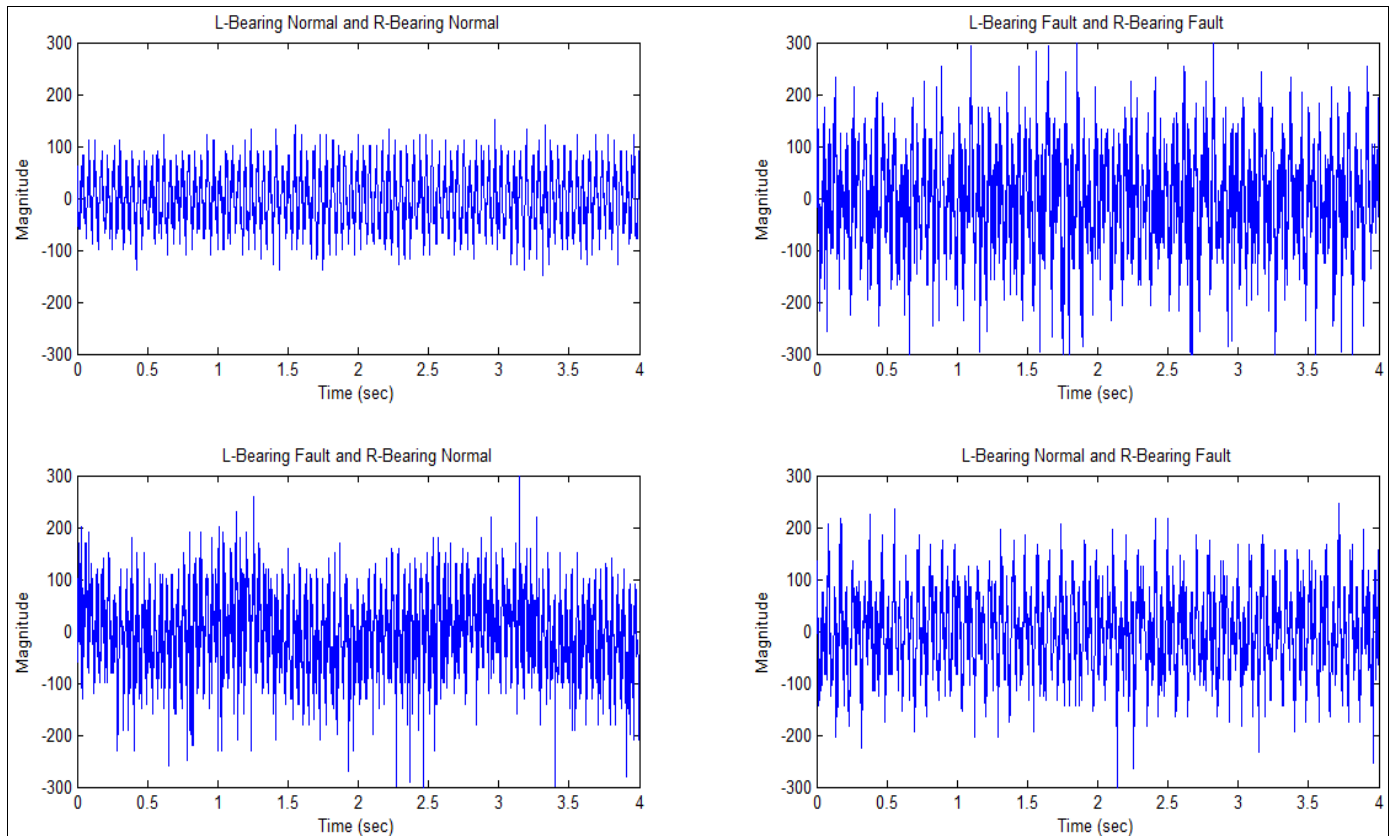 L-Bearing Normal and R-Bearing Normal
300
200
100
0
-100
-200
-300
Magnitude
0 0.5 1 1.5 2 2.5 3 3.5 4
Time (sec)
L-Bearing Fault and R-Bearing Fault
300
200
100
0
-100
-200
-300
Magnitude
0 0.5 1 1.5 2 2.5 3 3.5 4
Time (sec)
L-Bearing Fault and R-Bearing Normal
300
200
100
0
-100
-200
-300
Magnitude
0 0.5 1 1.5 2 2.5 3 3.5 4
Time (sec)
L-Bearing Normal and R-Bearing Fault
300
200
100
0
-100
-200
-300
Magnitude
0 0.5 1 1.5 2 2.5 3 3.5 4
Time (sec)